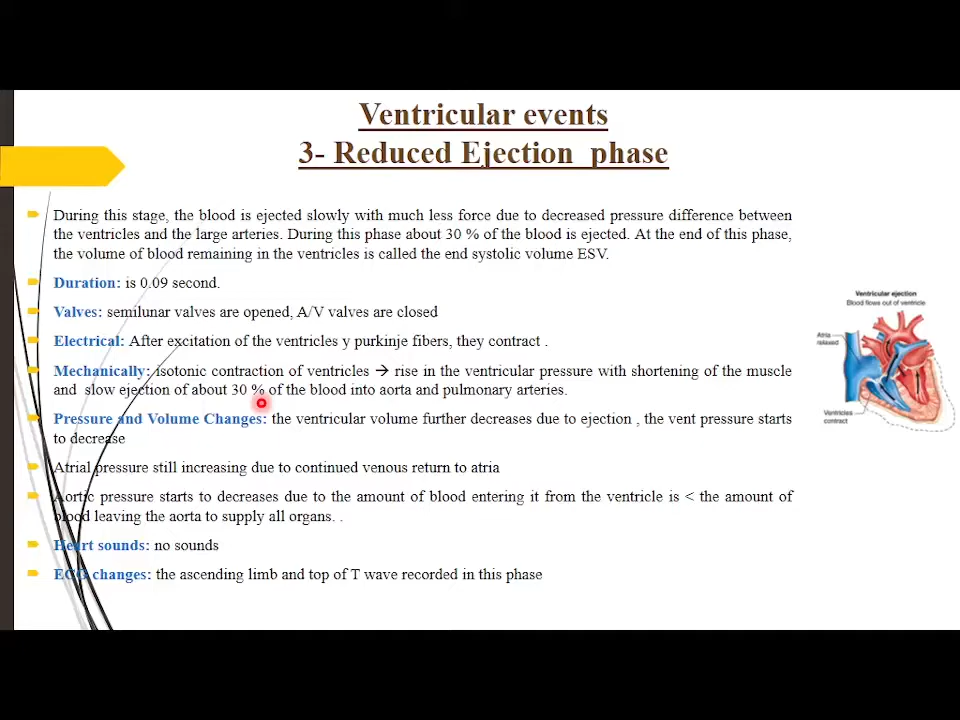 Ventricular events
3- Reduced Ejection phase
During this stage, the blood is ejected slowly with much less force due to decreased pressure difference between
the ventricles and the large arteries. During this phase about 30 % of the blood is ejected. At the end of this phase,
the volume of blood remaining in the ventricles is called the end systolic volume ESV.
Duration: is 0.09 second.
Valves: semilunar valves are opened, A/V valves are closed
Electrical: After excitation of the ventricles y purkinje fibers, they contract .
Mechanically: isotonic contraction of ventricles → rise in the ventricular pressure with shortening of the muscle
and slow ejection of about 30 % of the blood into aorta and pulmonary arteries.
Pressure and Volume Changes: the ventricular volume further decreases due to ejection , the vent pressure starts
to decrease
Atrial pressure still increasing due to continued venous return to atria
Aortic pressure starts to decreases due to the amount of blood entering it from the ventricle is < the amount of
blood leaving the aorta to supply all organs. .
Heart sounds: no sounds
ECG changes: the ascending limb and top of T wave recorded in this phase
Ventricular ejection
Blood flows out of ventricle
Atria
relaxed
Ventricles
contract